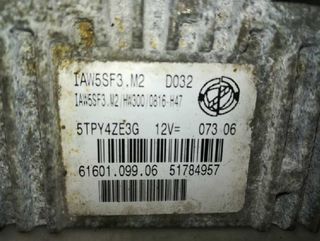 IAW5SF3.M2 D032
IAW5SF3.M2/HW300/0816-H47
5TPY4ZE3G 12V= 073 06
61601.099.06 51784957